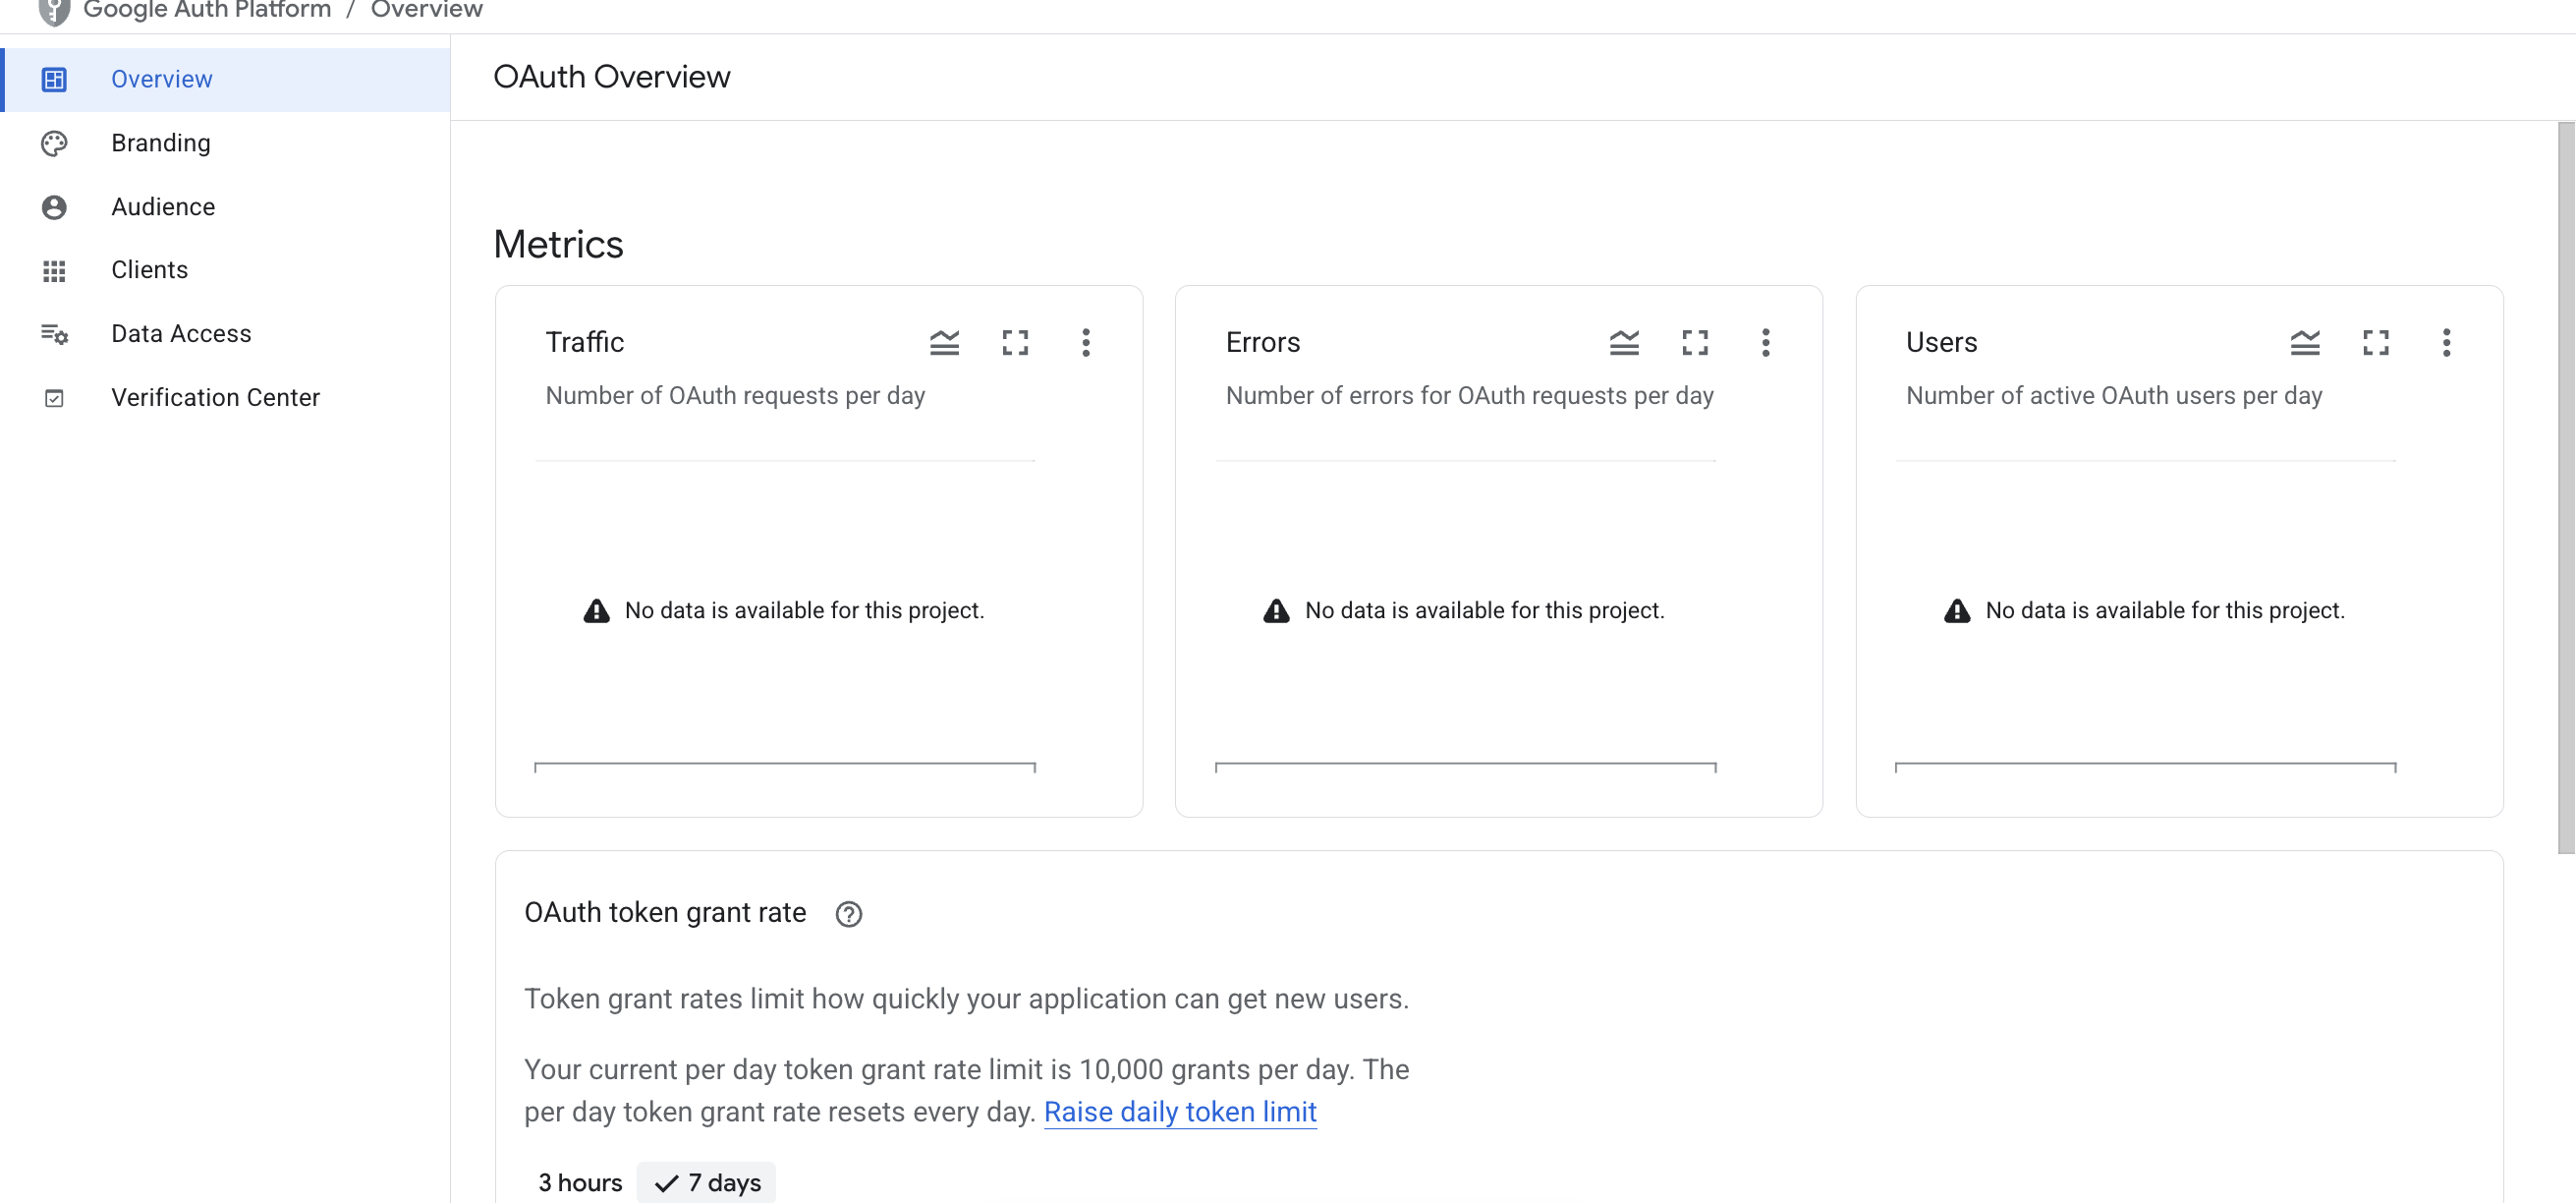 Google Auth Platform / Overview
Overview
Branding
Audience
Clients
Data Access
Verification Center
OAuth Overview
Metrics
Traffic
Number of OAuth requests per day
No data is available for this project.
Errors
Number of errors for OAuth requests per day
No data is available for this project.
Users
Number of active OAuth users per day
No data is available for this project.
OAuth token grant rate
Token grant rates limit how quickly your application can get new users.
Your current per day token grant rate limit is 10,000 grants per day. The
per day token grant rate resets every day. Raise daily token limit
3 hours 7 days